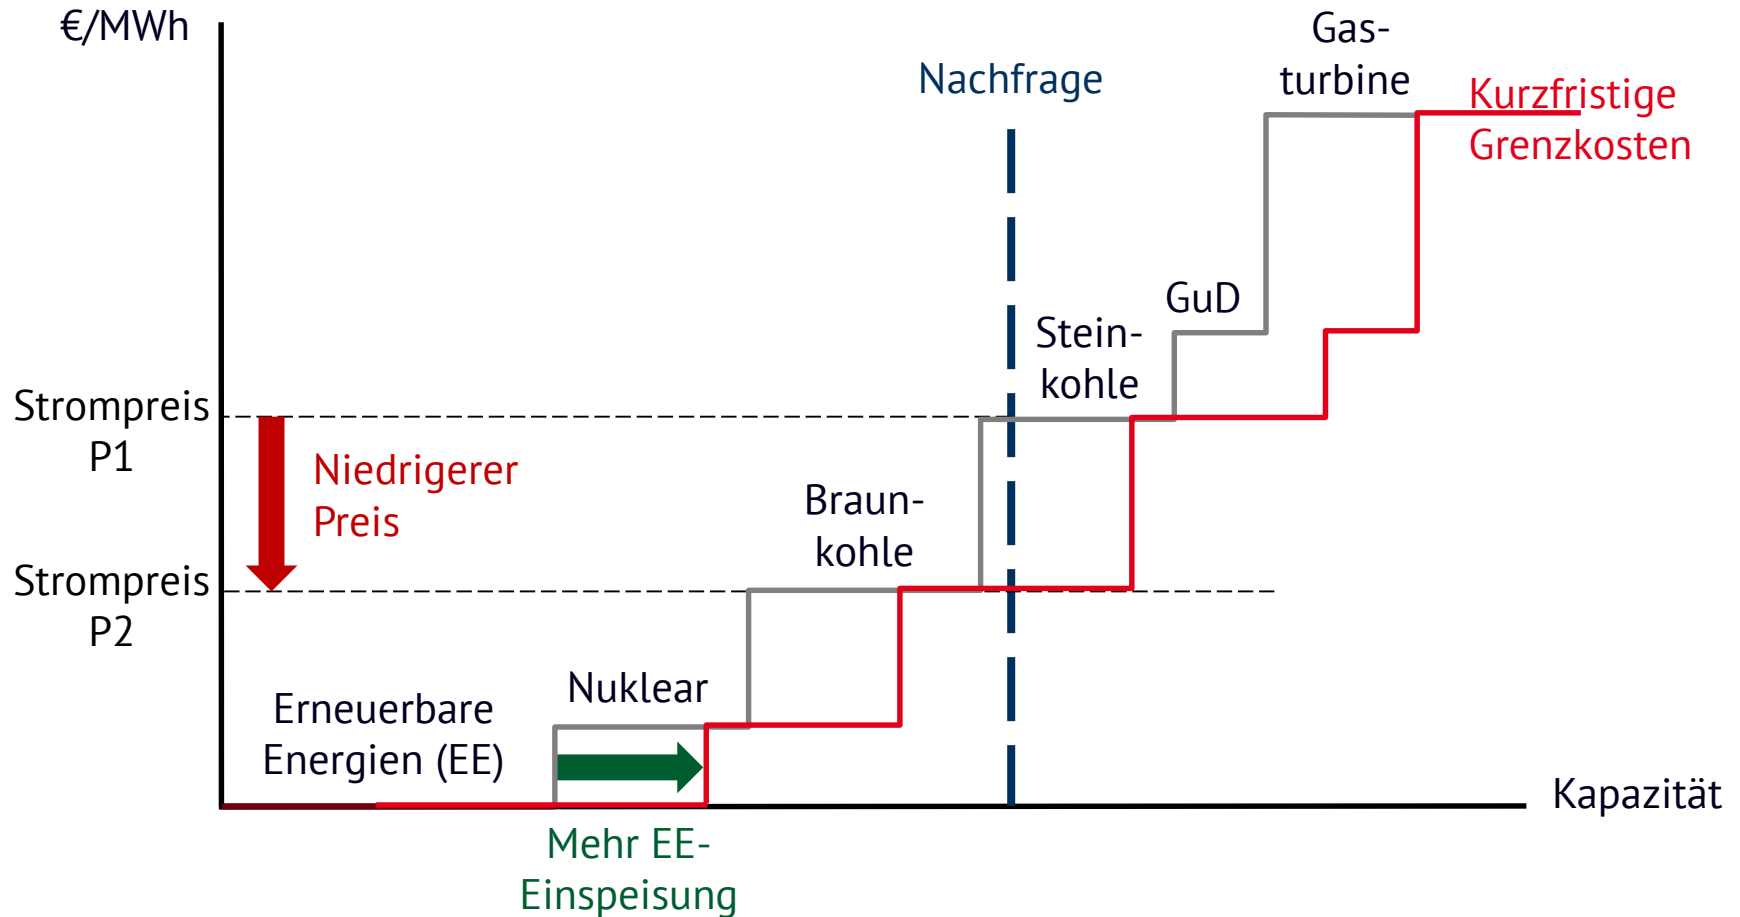 €/MWh
Gas-
turbine
Nachfrage
Kurzfristige
Grenzkosten
GuD
Stein-
kohle
Strompreis
P1
Niedrigerer
Preis
Braun-
kohle
Strompreis
P2
Nuklear
Erneuerbare
Energien (EE)
Kapazität
Mehr EE-
Einspeisung